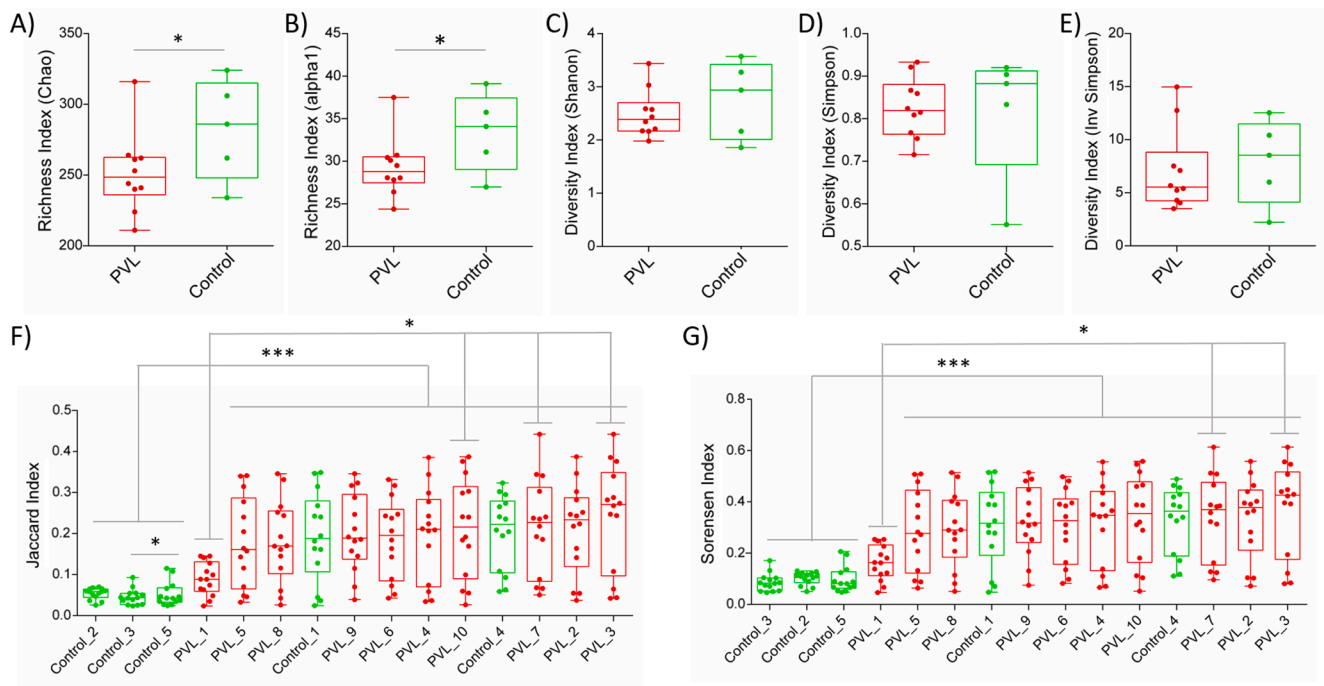 A)
Richness Index (Chao)
350
300
250
200
*
PVL
Control
B)
Richness Index (alpha1)
45
40
35
30
25
20
*
PVL
Control
C)
Diversity Index (Shanon)
4
3
2
1
0
PVL
Control
D)
Diversity Index (Simpson)
1.0
0.9
0.8
0.7
0.6
0.5
PVL
Control
E)
Diversity Index (Inv Simpson)
20
15
10
5
0
PVL
Control
F)
Jaccard Index
0.5
0.4
0.3
0.2
0.1
0.0
*
***
*
Control_2
Control_3
Control_5
PVL_1
PVL_5
PVL_8
Control_1
PVL_9
PVL_6
PVL_4
PVL_10
Control_4
PVL_7
PVL_2
PVL_3
G)
Sorensen Index
0.8
0.6
0.4
0.2
0.0
*
***
Control_3
Control_2
Control_5
PVL_1
PVL_5
PVL_8
Control_1
PVL_9
PVL_6
PVL_4
PVL_10
Control_4
PVL_7
PVL_2
PVL_3